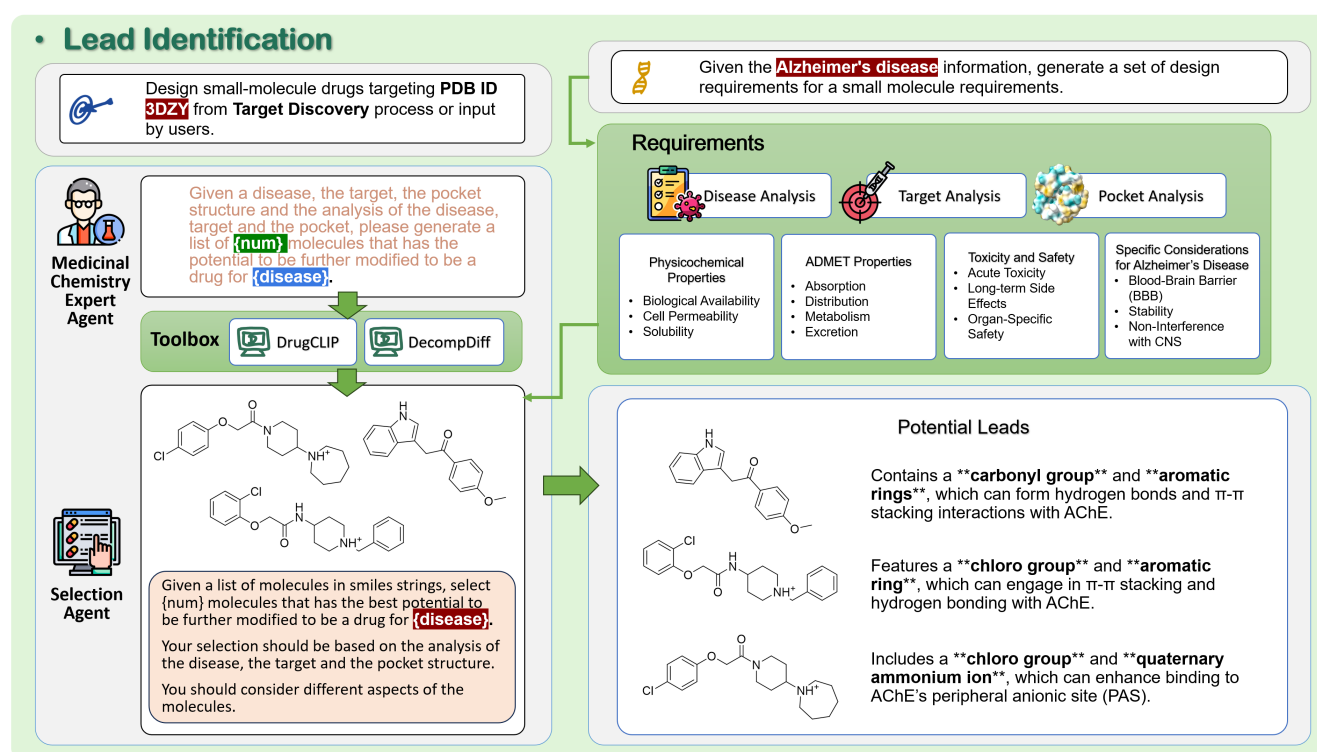 • Lead Identification
Design small-molecule drugs targeting PDB ID
3DZY from Target Discovery process or input
by users.
Given the Alzheimer's disease information, generate a set of design
requirements for a small molecule requirements.
Medicinal
Chemistry
Expert
Agent
Given a disease, the target, the pocket
structure and the analysis of the disease,
target and the pocket, please generate a
list of {num} molecules that has the
potential to be further modified to be a
drug for {disease}.
Toolbox
DrugCLIP
DecompDiff
Requirements
Disease Analysis
Target Analysis
Pocket Analysis
Physicochemical
Properties
• Biological Availability
• Cell Permeability
• Solubility
ADMET Properties
• Absorption
• Distribution
• Metabolism
• Excretion
Toxicity and Safety
• Acute Toxicity
• Long-term Side
Effects
• Organ-Specific
Safety
Specific Considerations
for Alzheimer's Disease
• Blood-Brain Barrier
(BBB)
• Stability
• Non-Interference
with CNS
Selection
Agent
O
O
N
Cl
NH+
H
N
O
O
Cl
O
H
N
O
NH+
Given a list of molecules in smiles strings, select
{num} molecules that has the best potential to
be further modified to be a drug for {disease}.
Your selection should be based on the analysis of
the disease, the target and the pocket structure.
You should consider different aspects of the
molecules.
Potential Leads
H
N
O
O
Contains a **carbonyl group** and **aromatic
rings**, which can form hydrogen bonds and π-π
stacking interactions with AChE.
Cl
O
H
N
O
NH+
Features a **chloro group** and **aromatic
ring**, which can engage in π-π stacking and
hydrogen bonding with AChE.
O
O
N
Cl
NH+
Includes a **chloro group** and **quaternary
ammonium ion**, which can enhance binding to
AChE's peripheral anionic site (PAS).